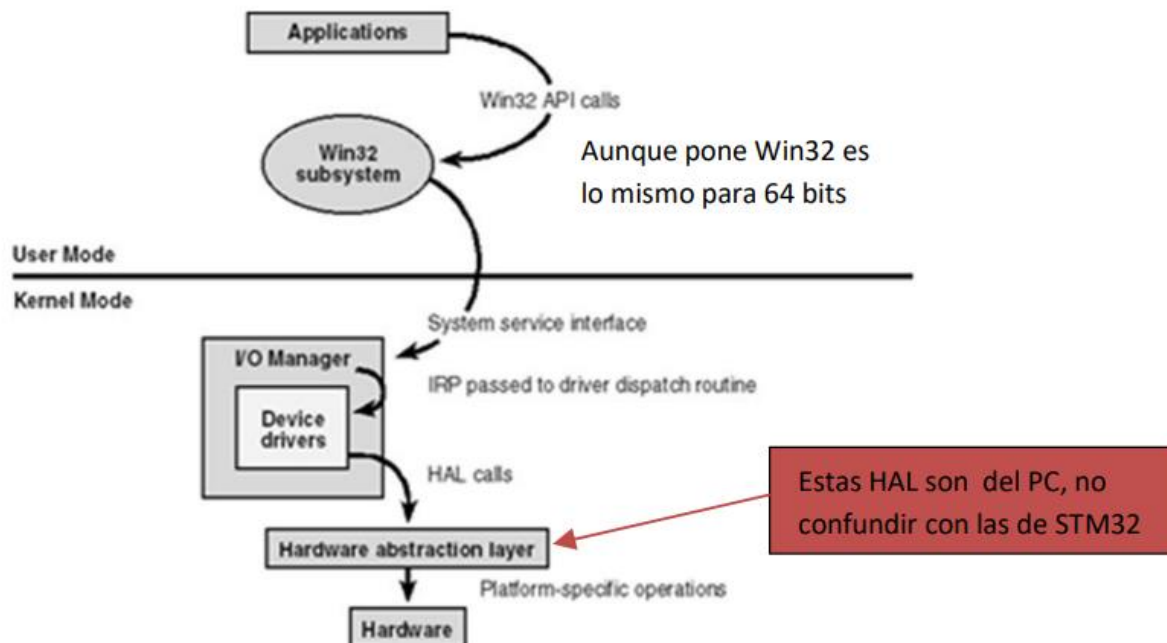 Applications
Win32 API calls
Win32
subsystem
Aunque pone Win32 es
lo mismo para 64 bits
User Mode
Kernel Mode
System service interface
I/O Manager
IRP passed to driver dispatch routine
Device
drivers
HAL calls
Estas HAL son del PC, no
confundir con las de STM32
Hardware abstraction layer
Platform-specific operations
Hardware